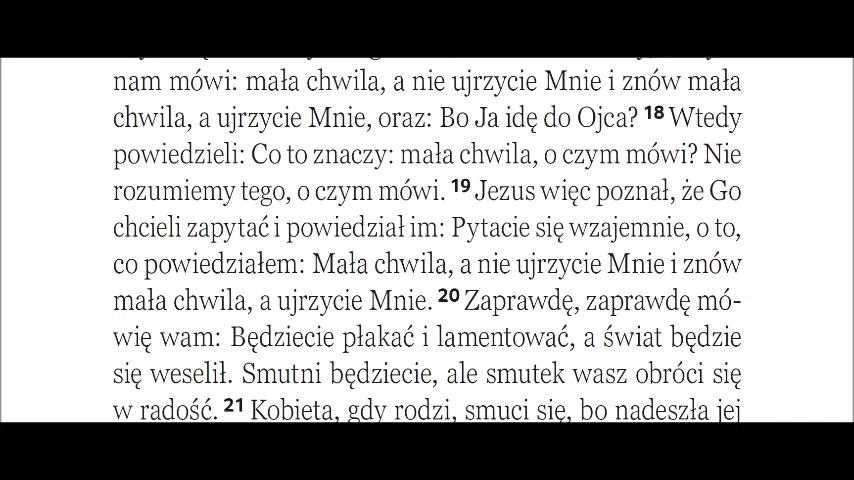 nam mówi: mała chwila, a nie ujrzycie Mnie i znów mała
chwila, a ujrzycie Mnie, oraz: Bo Ja idę do Ojca? 18 Wtedy
powiedzieli: Co to znaczy: mała chwila, o czym mówi? Nie
rozumiemy tego, o czym mówi. 19 Jezus więc poznał, że Go
chcieli zapytać i powiedział im: Pytacie się wzajemnie, o to,
co powiedziałem: Mała chwila, a nie ujrzycie Mnie i znów
mała chwila, a ujrzycie Mnie. 20 Zaprawdę, zaprawdę mó-
wię wam: Będziecie płakać i lamentować, a świat będzie
się weselił. Smutni będziecie, ale smutek wasz obróci się
w radość. 21 Kobieta, gdy rodzi, smuci się, bo nadeszła jej